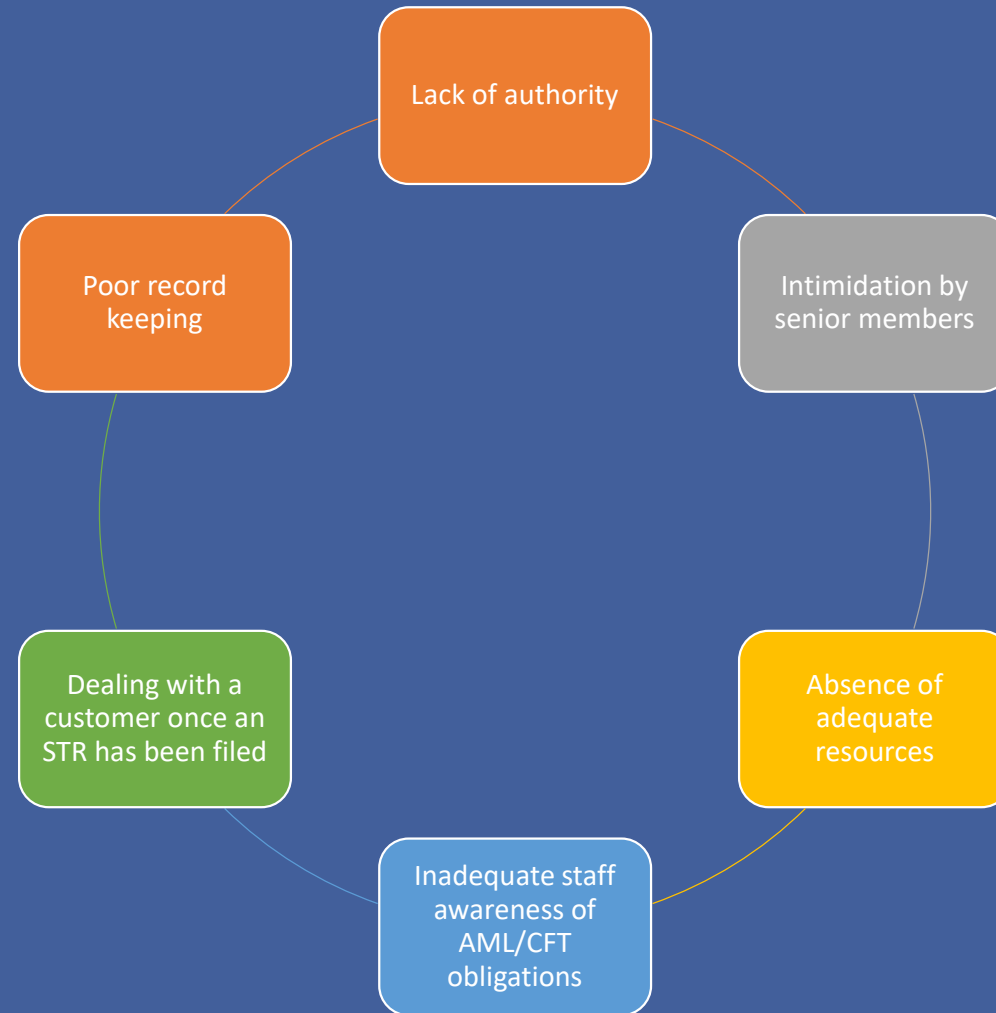 Lack of authority
Intimidation by
senior members
Absence of
adequate
resources
Inadequate staff
awareness of
AML/CFT
obligations
Dealing with a
customer once an
STR has been filed
Poor record
keeping